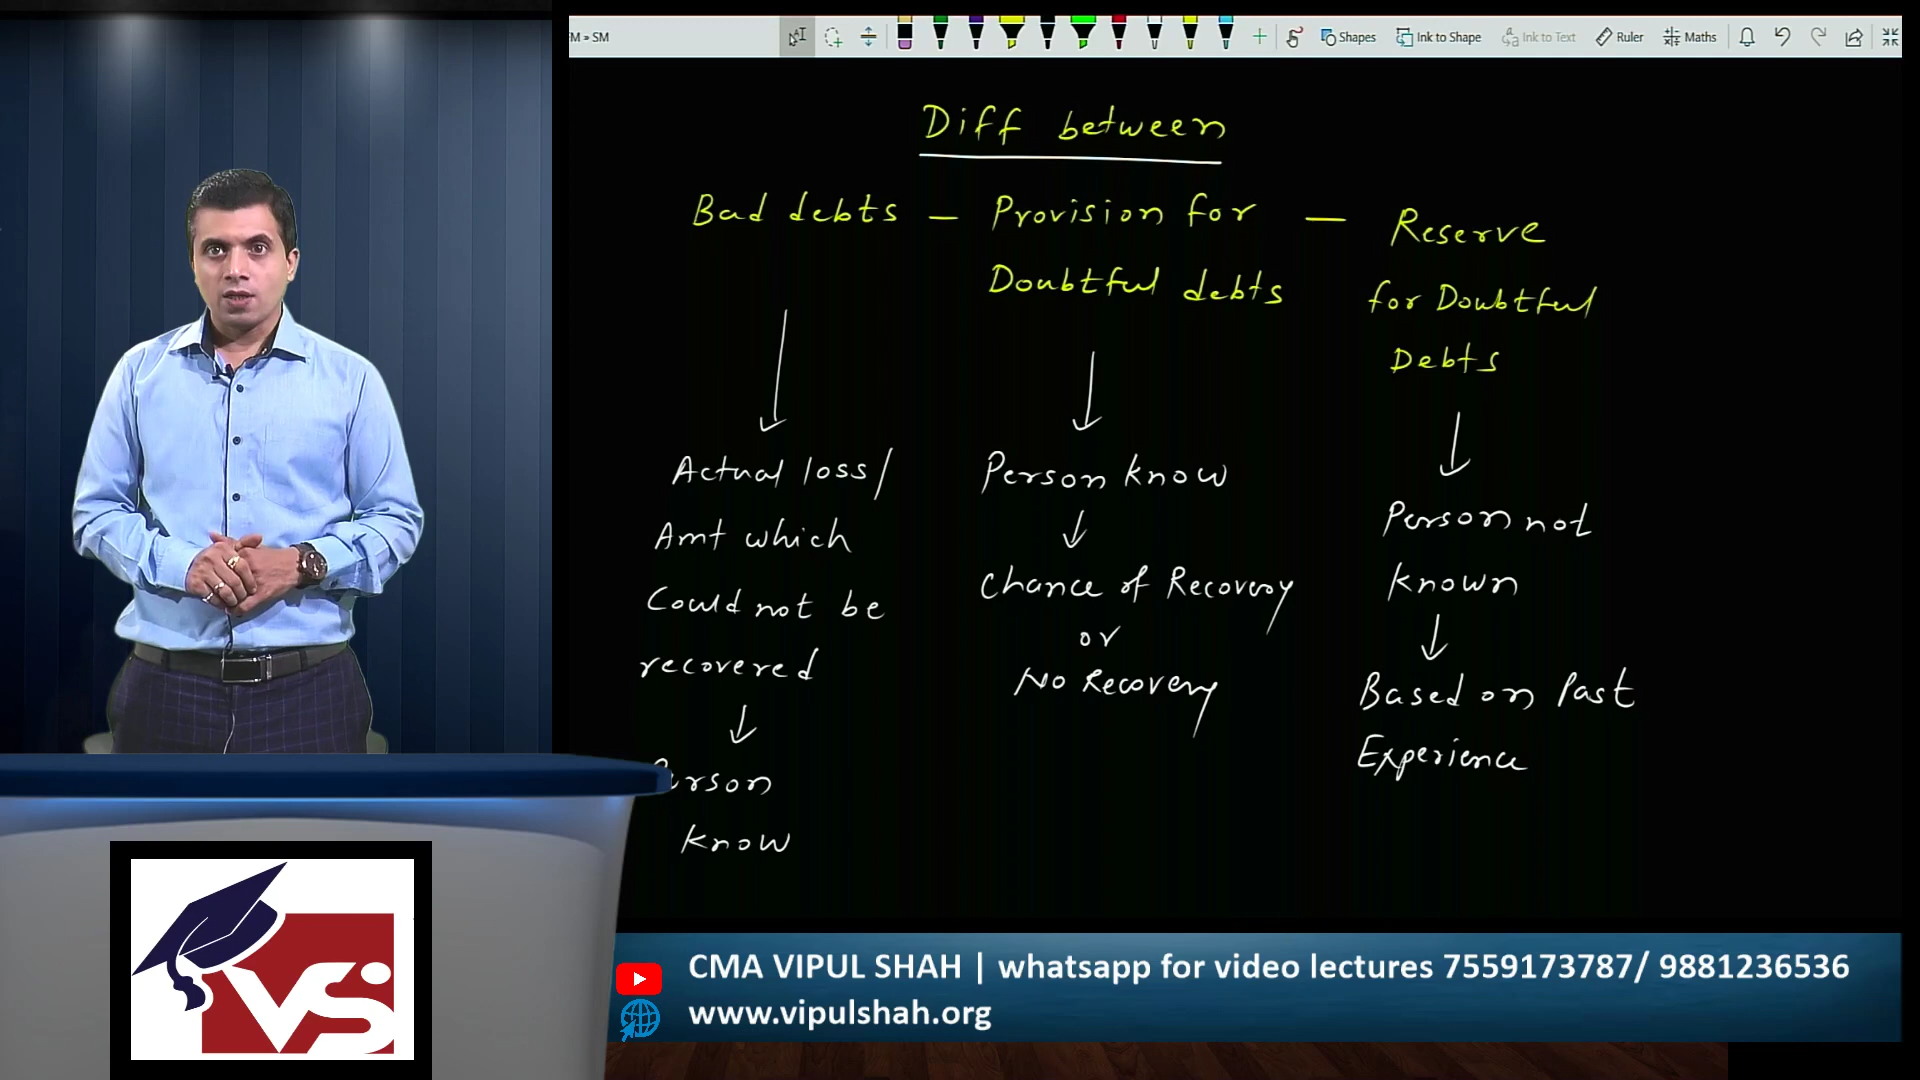 FM » SM
Shapes
Ink to Shape
Ink to Text
Ruler
Maths
Diff between
Bad debts – Provision for – Reserve
Doubtful debts
for Doubtful
Debts
Actual loss/
Amt which
Could not be
recovered
Person
know
Person know
Chance of Recovery
or
No Recovery
Person not
known
Based on Past
Experience
VS
CMA VIPUL SHAH | whatsapp for video lectures 7559173787/ 9881236536
www.vipulshah.org